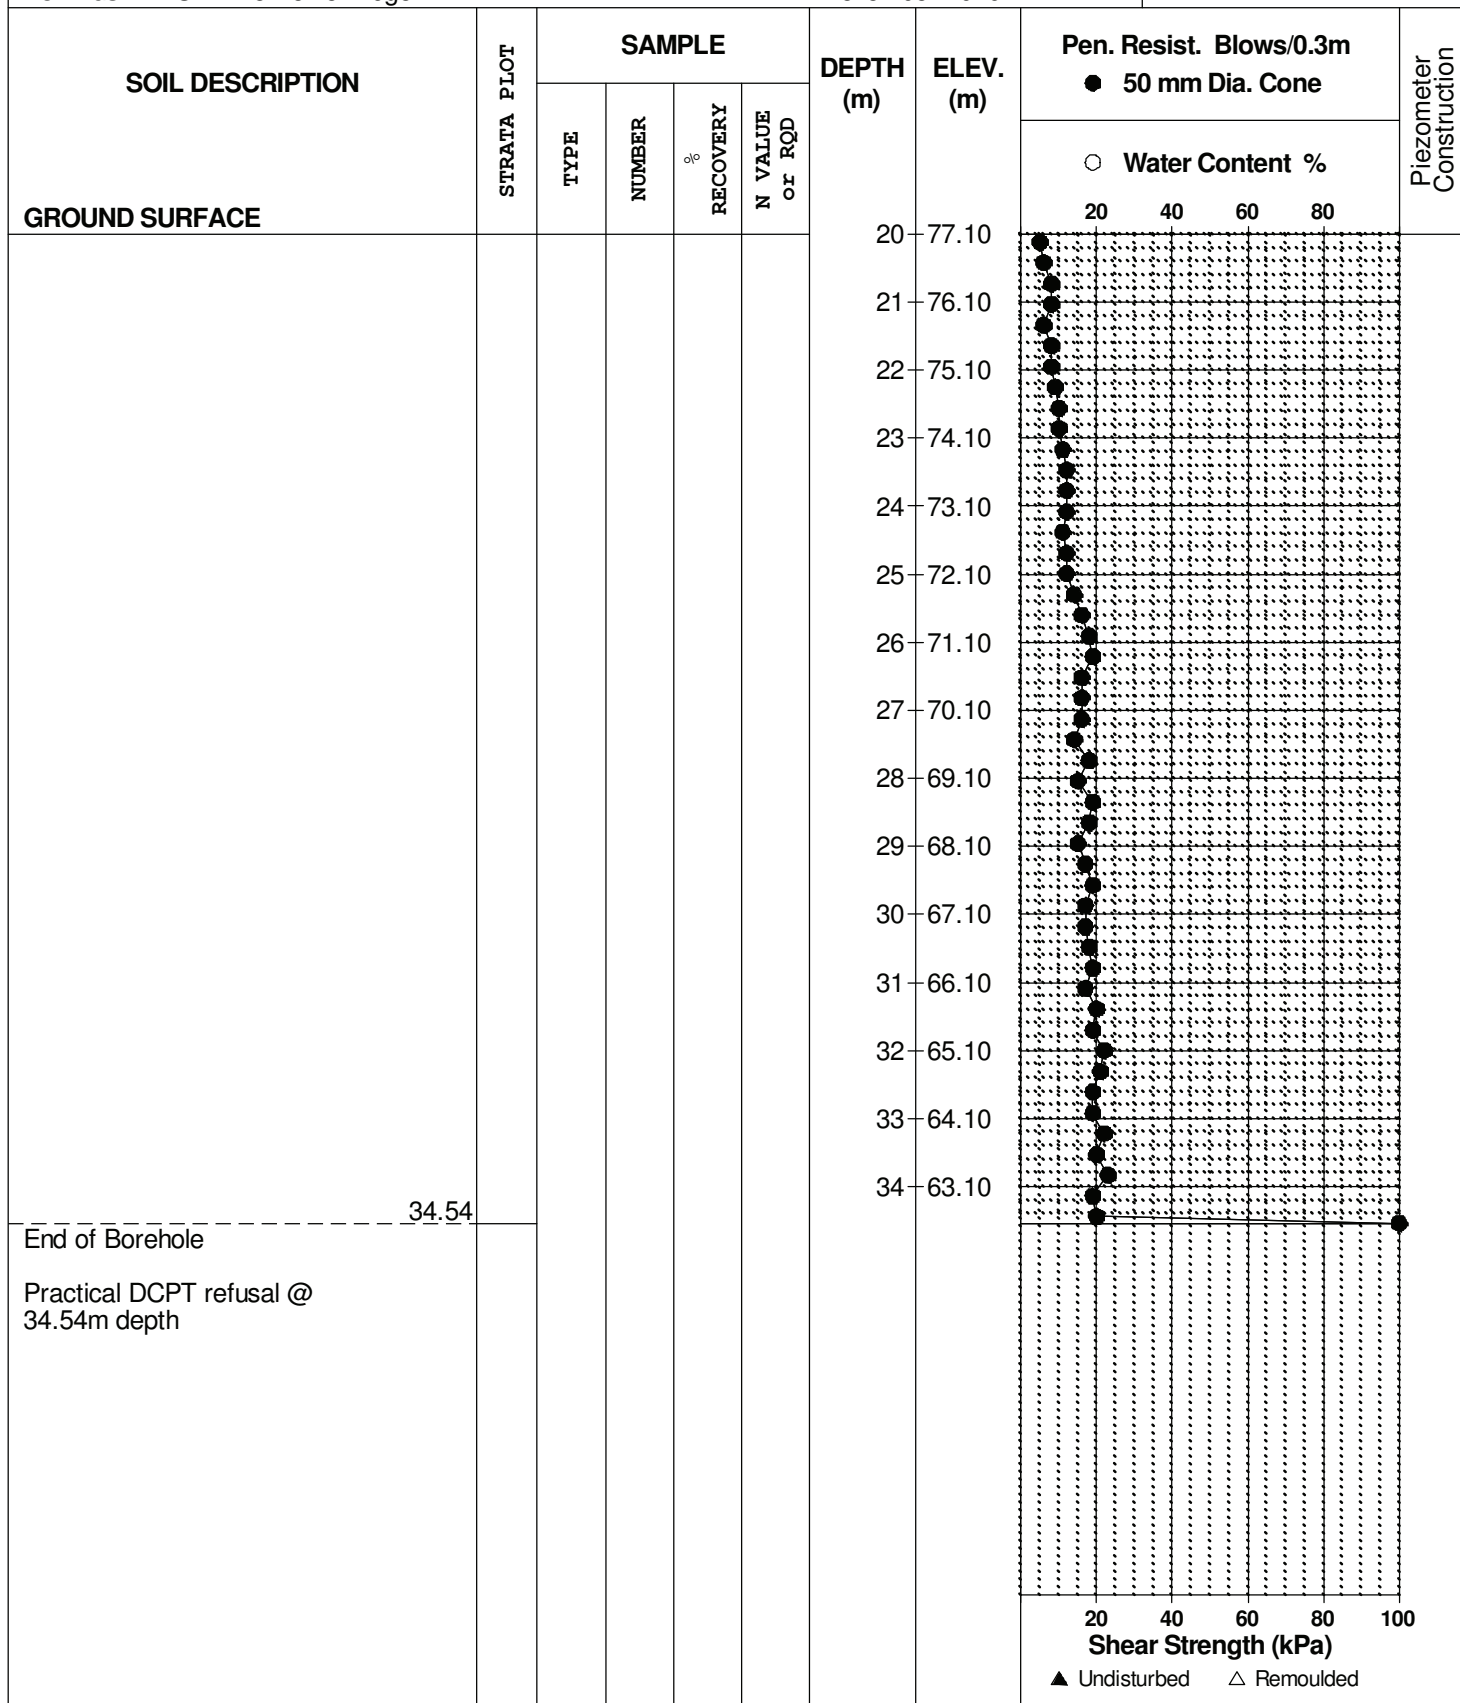 SOIL DESCRIPTION
GROUND SURFACE
STRATA PLOT
SAMPLE
TYPE
NUMBER
%
RECOVERY
N VALUE
or RQD
DEPTH
(m)
ELEV.
(m)
Pen. Resist. Blows/0.3m
● 50 mm Dia. Cone
○ Water Content %
20 40 60 80
Piezometer
Construction
20 77.10
21 76.10
22 75.10
23 74.10
24 73.10
25 72.10
26 71.10
27 70.10
28 69.10
29 68.10
30 67.10
31 66.10
32 65.10
33 64.10
34 63.10
34.54
End of Borehole
Practical DCPT refusal @
34.54m depth
20 40 60 80 100
Shear Strength (kPa)
▲ Undisturbed △ Remoulded